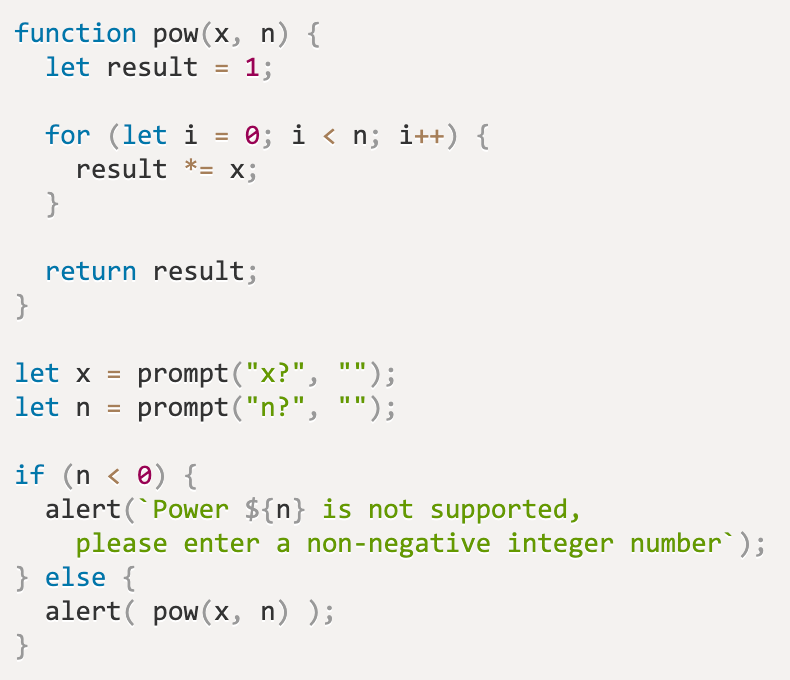 function pow(x, n) {
  let result = 1;

  for (let i = 0; i < n; i++) {
    result *= x;
  }

  return result;
}

let x = prompt("x?", "");
let n = prompt("n?", "");

if (n < 0) {
  alert(`Power ${n} is not supported,
    please enter a non-negative integer number`);
} else {
  alert( pow(x, n) );
}